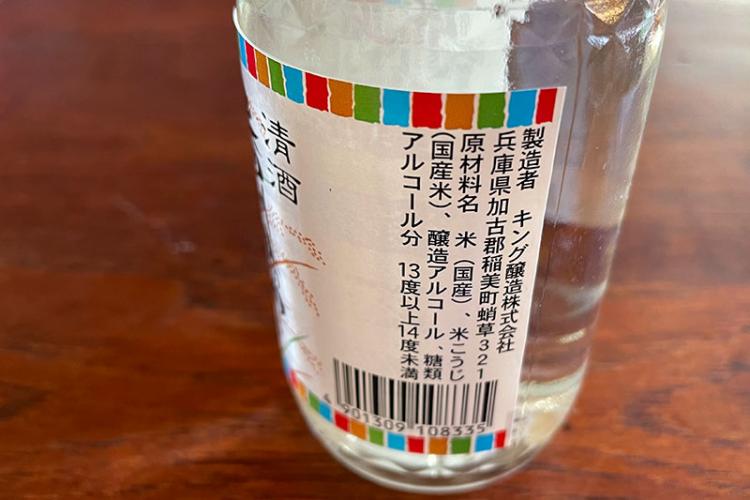 製造者 キング醸造株式会社
兵庫県加古郡稲美町蛸草321
原材料名 米(国産)、米こうじ
(国産米)、醸造アルコール、糖類
アルコール分 13度以上14度未満
清酒
4 901309 108335